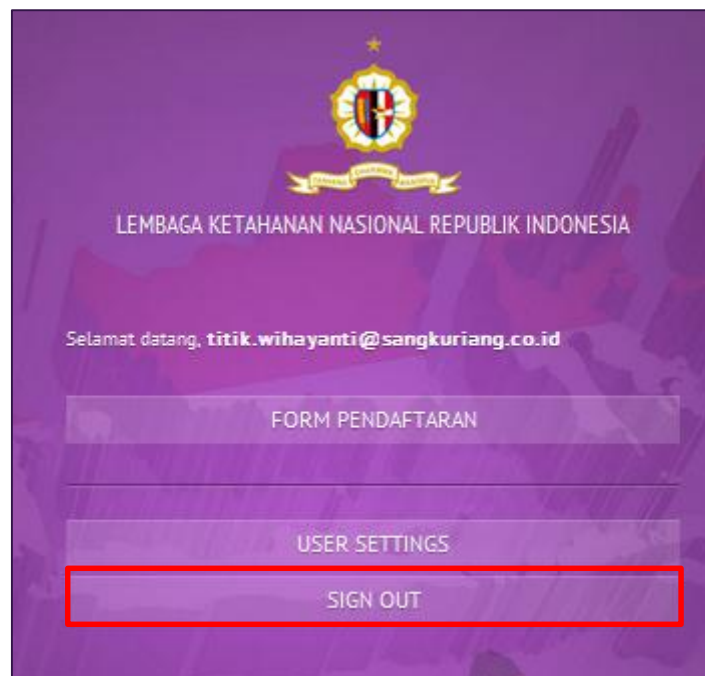 LEMBAGA KETAHANAN NASIONAL REPUBLIK INDONESIA
Selamat datang, titik.wihayanti@sangkuriang.co.id
FORM PENDAFTARAN
USER SETTINGS
SIGN OUT